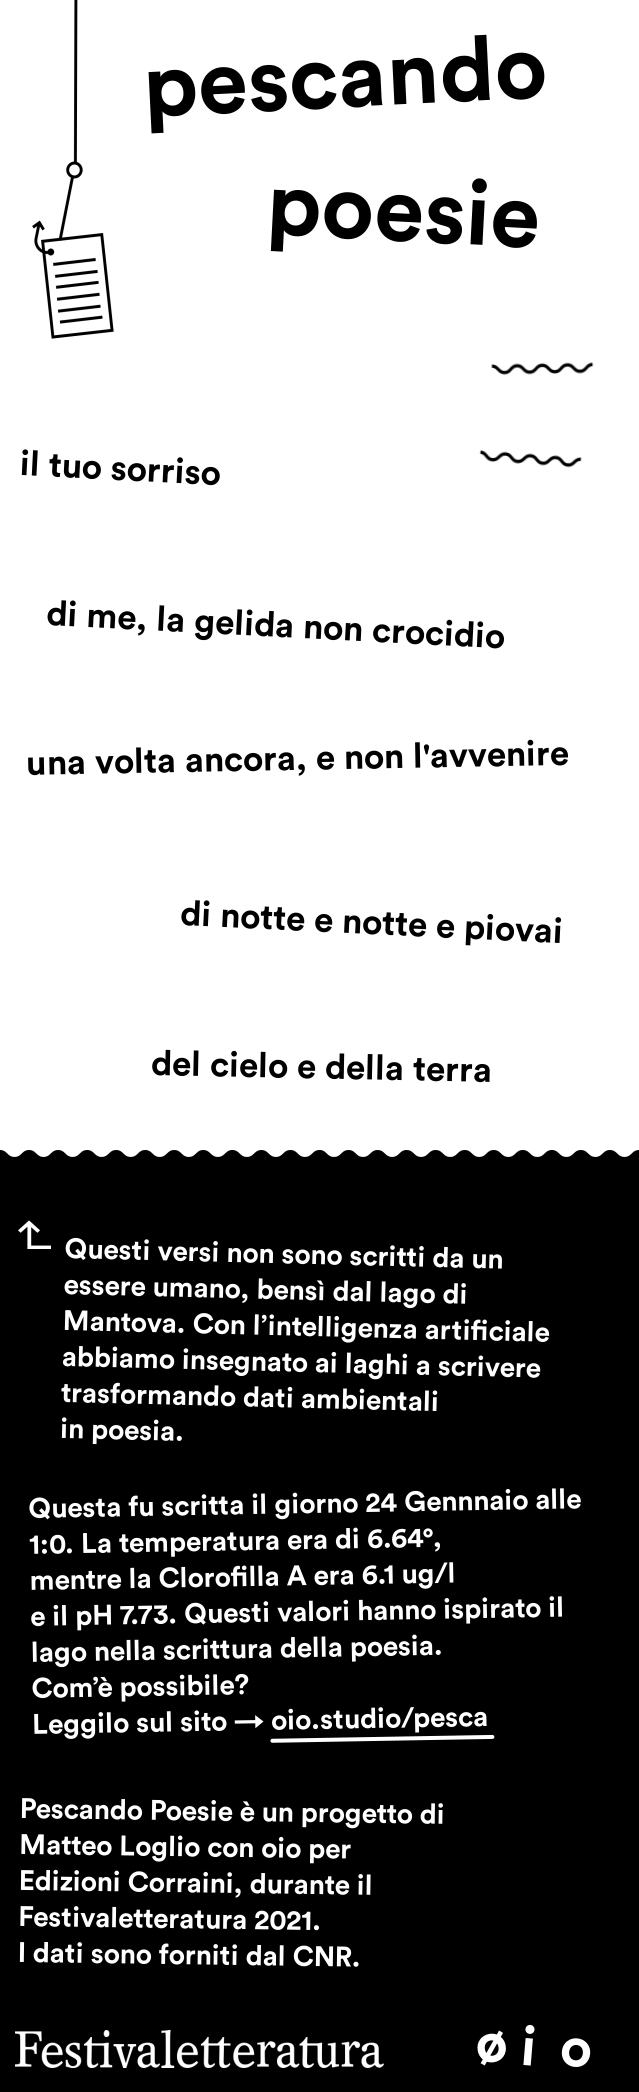 pescando
poesie
il tuo sorriso
di me, la gelida non crocidio
una volta ancora, e non l'avvenire
di notte e notte e piovai
del cielo e della terra
Questi versi non sono scritti da un
essere umano, bensì dal lago di
Mantova. Con l’intelligenza artificiale
abbiamo insegnato ai laghi a scrivere
trasformando dati ambientali
in poesia.
Questa fu scritta il giorno 24 Gennnaio alle
1:0. La temperatura era di 6.64°,
mentre la Clorofilla A era 6.1 ug/l
e il pH 7.73. Questi valori hanno ispirato il
lago nella scrittura della poesia.
Com’è possibile?
Leggilo sul sito → oio.studio/pesca
Pescando Poesie è un progetto di
Matteo Loglio con oio per
Edizioni Corraini, durante il
Festivaletteratura 2021.
I dati sono forniti dal CNR.
Festivaletteratura øio